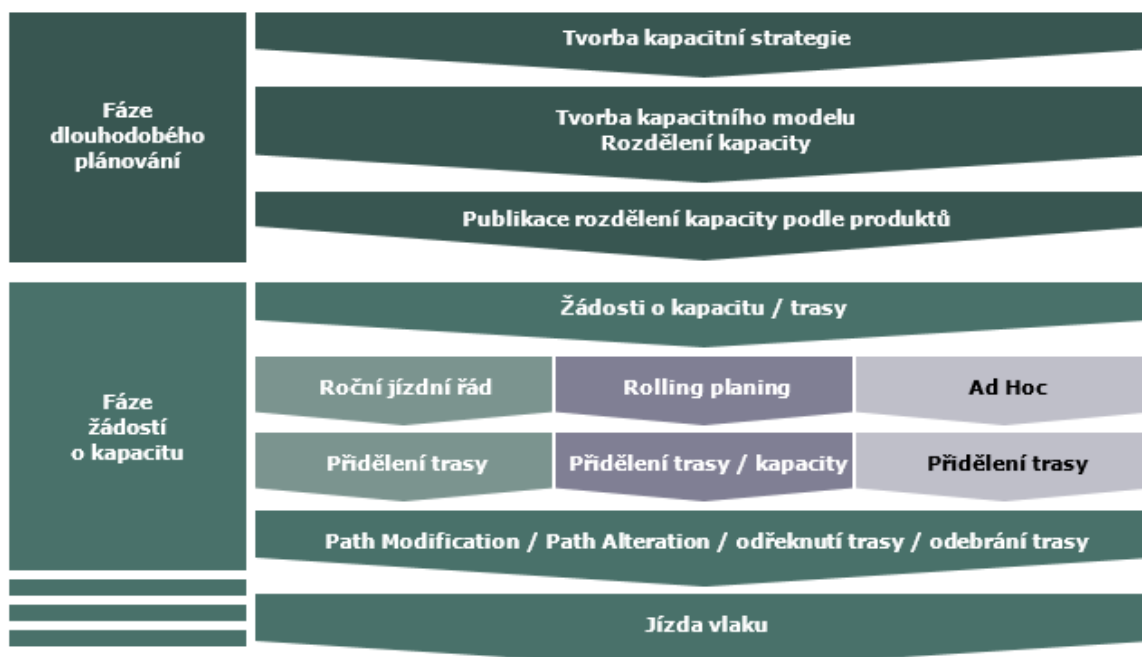 Fáze
dlouhodobého
plánování
Tvorba kapacitní strategie
Tvorba kapacitního modelu
Rozdělení kapacity
Publikace rozdělení kapacity podle produktů
Fáze
žádostí
o kapacitu
Žádosti o kapacitu / trasy
Roční jízdní řád
Rolling planing
Ad Hoc
Přidělení trasy
Přidělení trasy / kapacity
Přidělení trasy
Path Modification / Path Alteration / odřeknutí trasy / odebrání trasy
Jízda vlaku